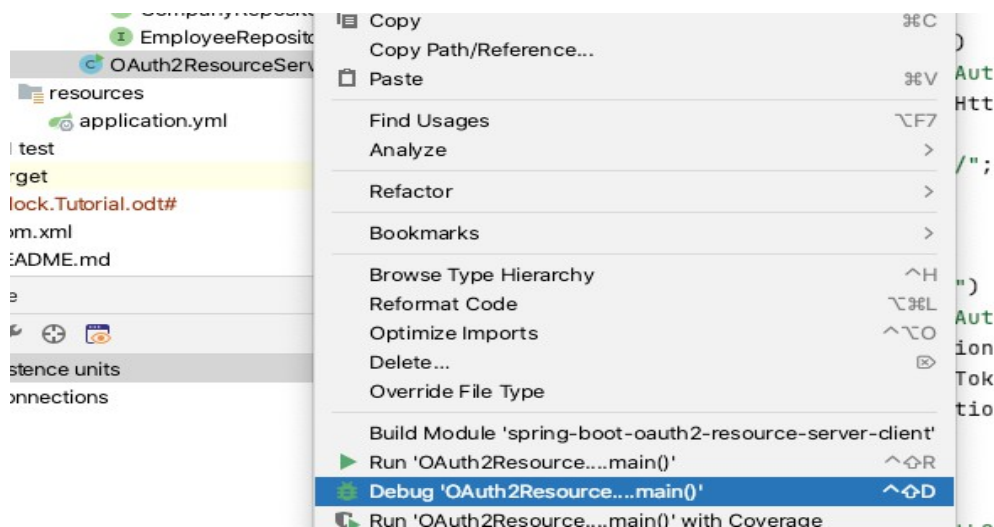 EmployeeReposito
OAuth2ResourceServ
resources
application.yml
test
rget
lock.Tutorial.odt#
om.xml
EADME.md
e
stence units
onnections
Copy ⌘C
Copy Path/Reference...
Paste ⌘V
Find Usages ⌥F7
Analyze >
Refactor >
Bookmarks >
Browse Type Hierarchy ^H
Reformat Code ⌥⌘L
Optimize Imports ^⌥O
Delete... ⌦
Override File Type
Build Module 'spring-boot-oauth2-resource-server-client'
Run 'OAuth2Resource....main()' ^⇧R
Debug 'OAuth2Resource....main()' ^⇧D
Run 'OAuth2Resource....main()' with Coverage
)
Aut
Htt
/";
")
Aut
ion
Tok
tio